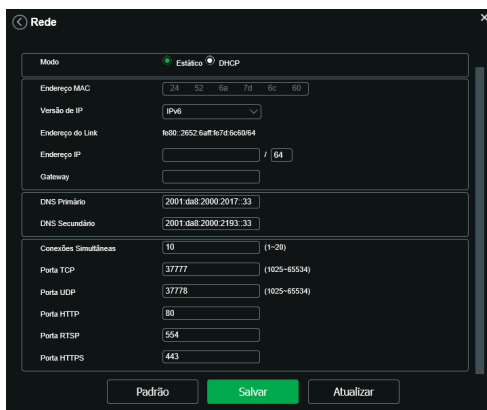 Rede
Modo Estático DHCP
Endereço MAC 24 52 6a 7d 6c 60
Versão de IP IPv6
Endereço do Link fe80::2652:6aff:fe7d:6c60/64
Endereço IP / 64
Gateway
DNS Primário 2001:da8:2000:2017::33
DNS Secundário 2001:da8:2000:2193::33
Conexões Simultâneas 10 (1~20)
Porta TCP 37777 (1025~65534)
Porta UDP 37778 (1025~65534)
Porta HTTP 80
Porta RTSP 554
Porta HTTPS 443
Padrão Salvar Atualizar